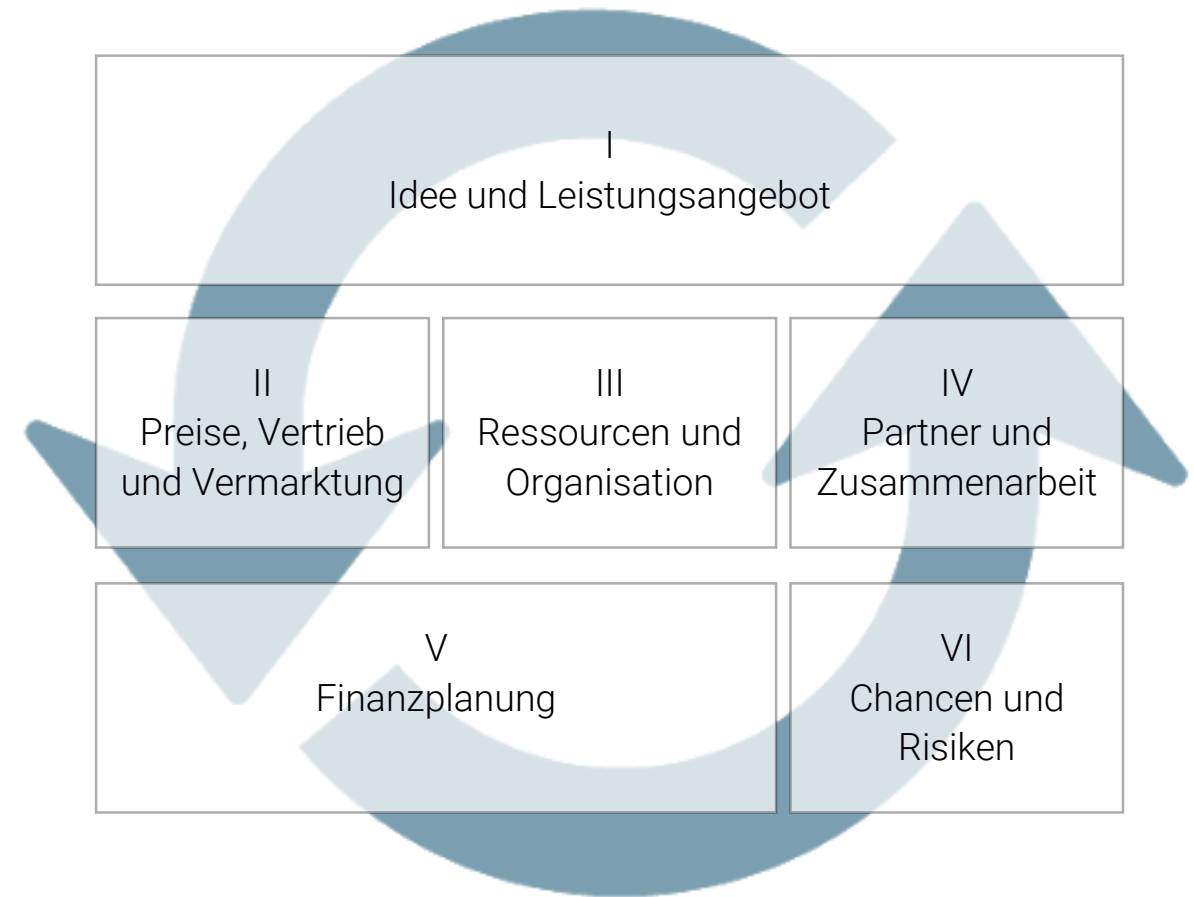 I
Idee und Leistungsangebot
II
Preise, Vertrieb
und Vermarktung
III
Ressourcen und
Organisation
IV
Partner und
Zusammenarbeit
V
Finanzplanung
VI
Chancen und
Risiken